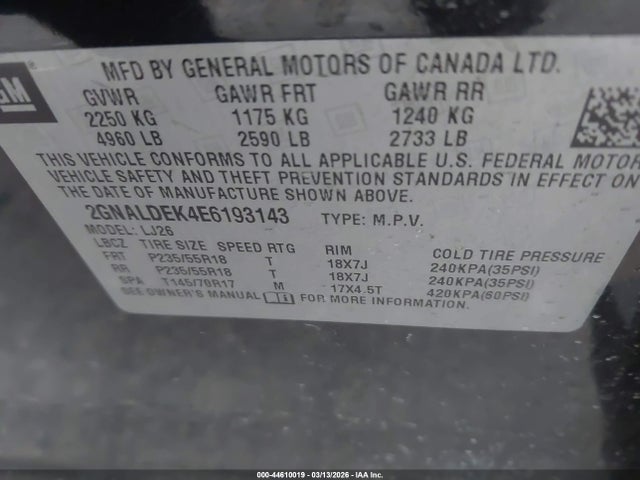 GM
MFD BY GENERAL MOTORS OF CANADA LTD.
GVWR GAWR FRT GAWR RR
2250 KG 1175 KG 1240 KG
4960 LB 2590 LB 2733 LB
THIS VEHICLE CONFORMS TO ALL APPLICABLE U.S. FEDERAL MOTOR
VEHICLE SAFETY AND THEFT PREVENTION STANDARDS IN EFFECT ON
THE DATE OF MANUFACTURE SHOWN ABOVE.
2GNALDEK4E6193143 TYPE: M.P.V.
MODEL: LJ26
LBCZ TIRE SIZE SPEED RTG RIM COLD TIRE PRESSURE
FRT P235/55R18 T 18X7J 240KPA(35PSI)
RR P235/55R18 T 18X7J 240KPA(35PSI)
SPA T145/70R17 M 17X4.5T 420KPA(60PSI)
SEE OWNER'S MANUAL FOR MORE INFORMATION.
000-44610019 - 03/13/2026 - IAA Inc.